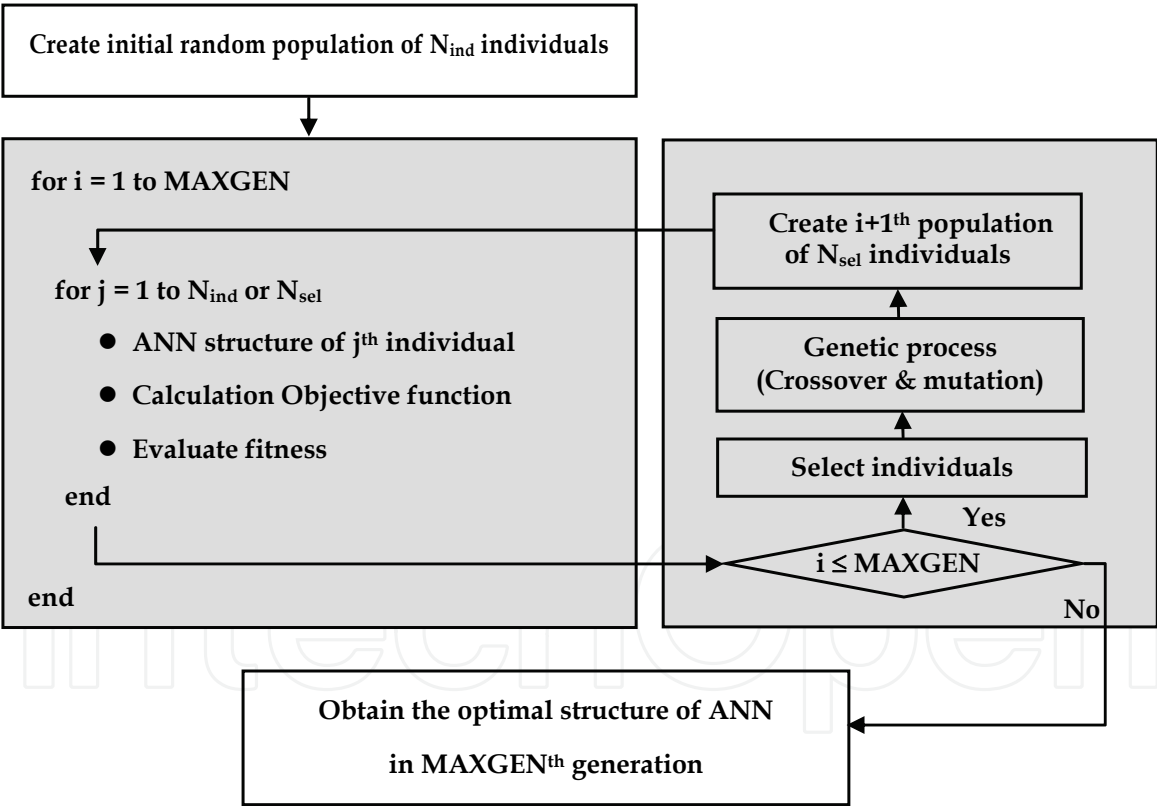 Create initial random population of Nind individuals
for i = 1 to MAXGEN
for j = 1 to Nind or Nsel
● ANN structure of jth individual
● Calculation Objective function
● Evaluate fitness
end
end
Create i+1th population
of Nsel individuals
Genetic process
(Crossover & mutation)
Select individuals
Yes
i ≤ MAXGEN
No
Obtain the optimal structure of ANN
in MAXGENth generation
intechopen